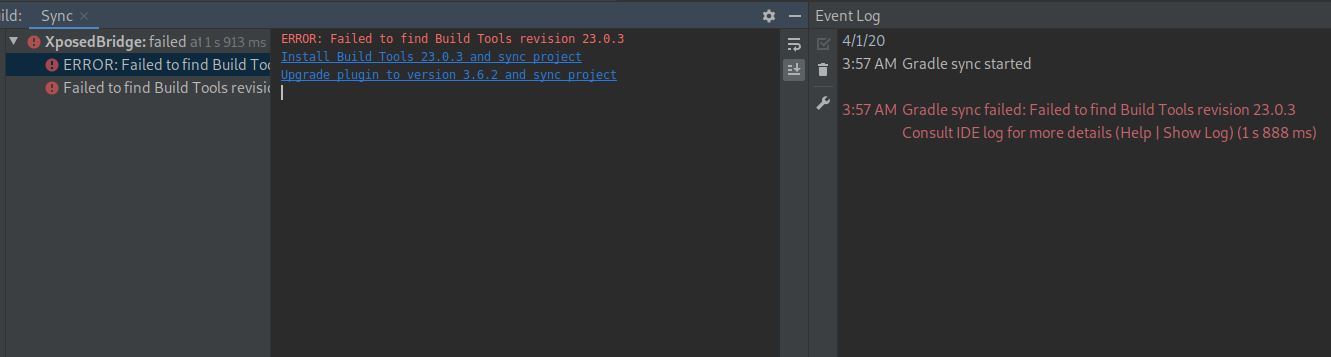 ild: Sync ×
XposedBridge: failed at 1 s 913 ms
ERROR: Failed to find Build Too
Failed to find Build Tools revisio
ERROR: Failed to find Build Tools revision 23.0.3
Install Build Tools 23.0.3 and sync project
Upgrade plugin to version 3.6.2 and sync project
Event Log
4/1/20
3:57 AM Gradle sync started
3:57 AM Gradle sync failed: Failed to find Build Tools revision 23.0.3
Consult IDE log for more details (Help | Show Log) (1 s 888 ms)